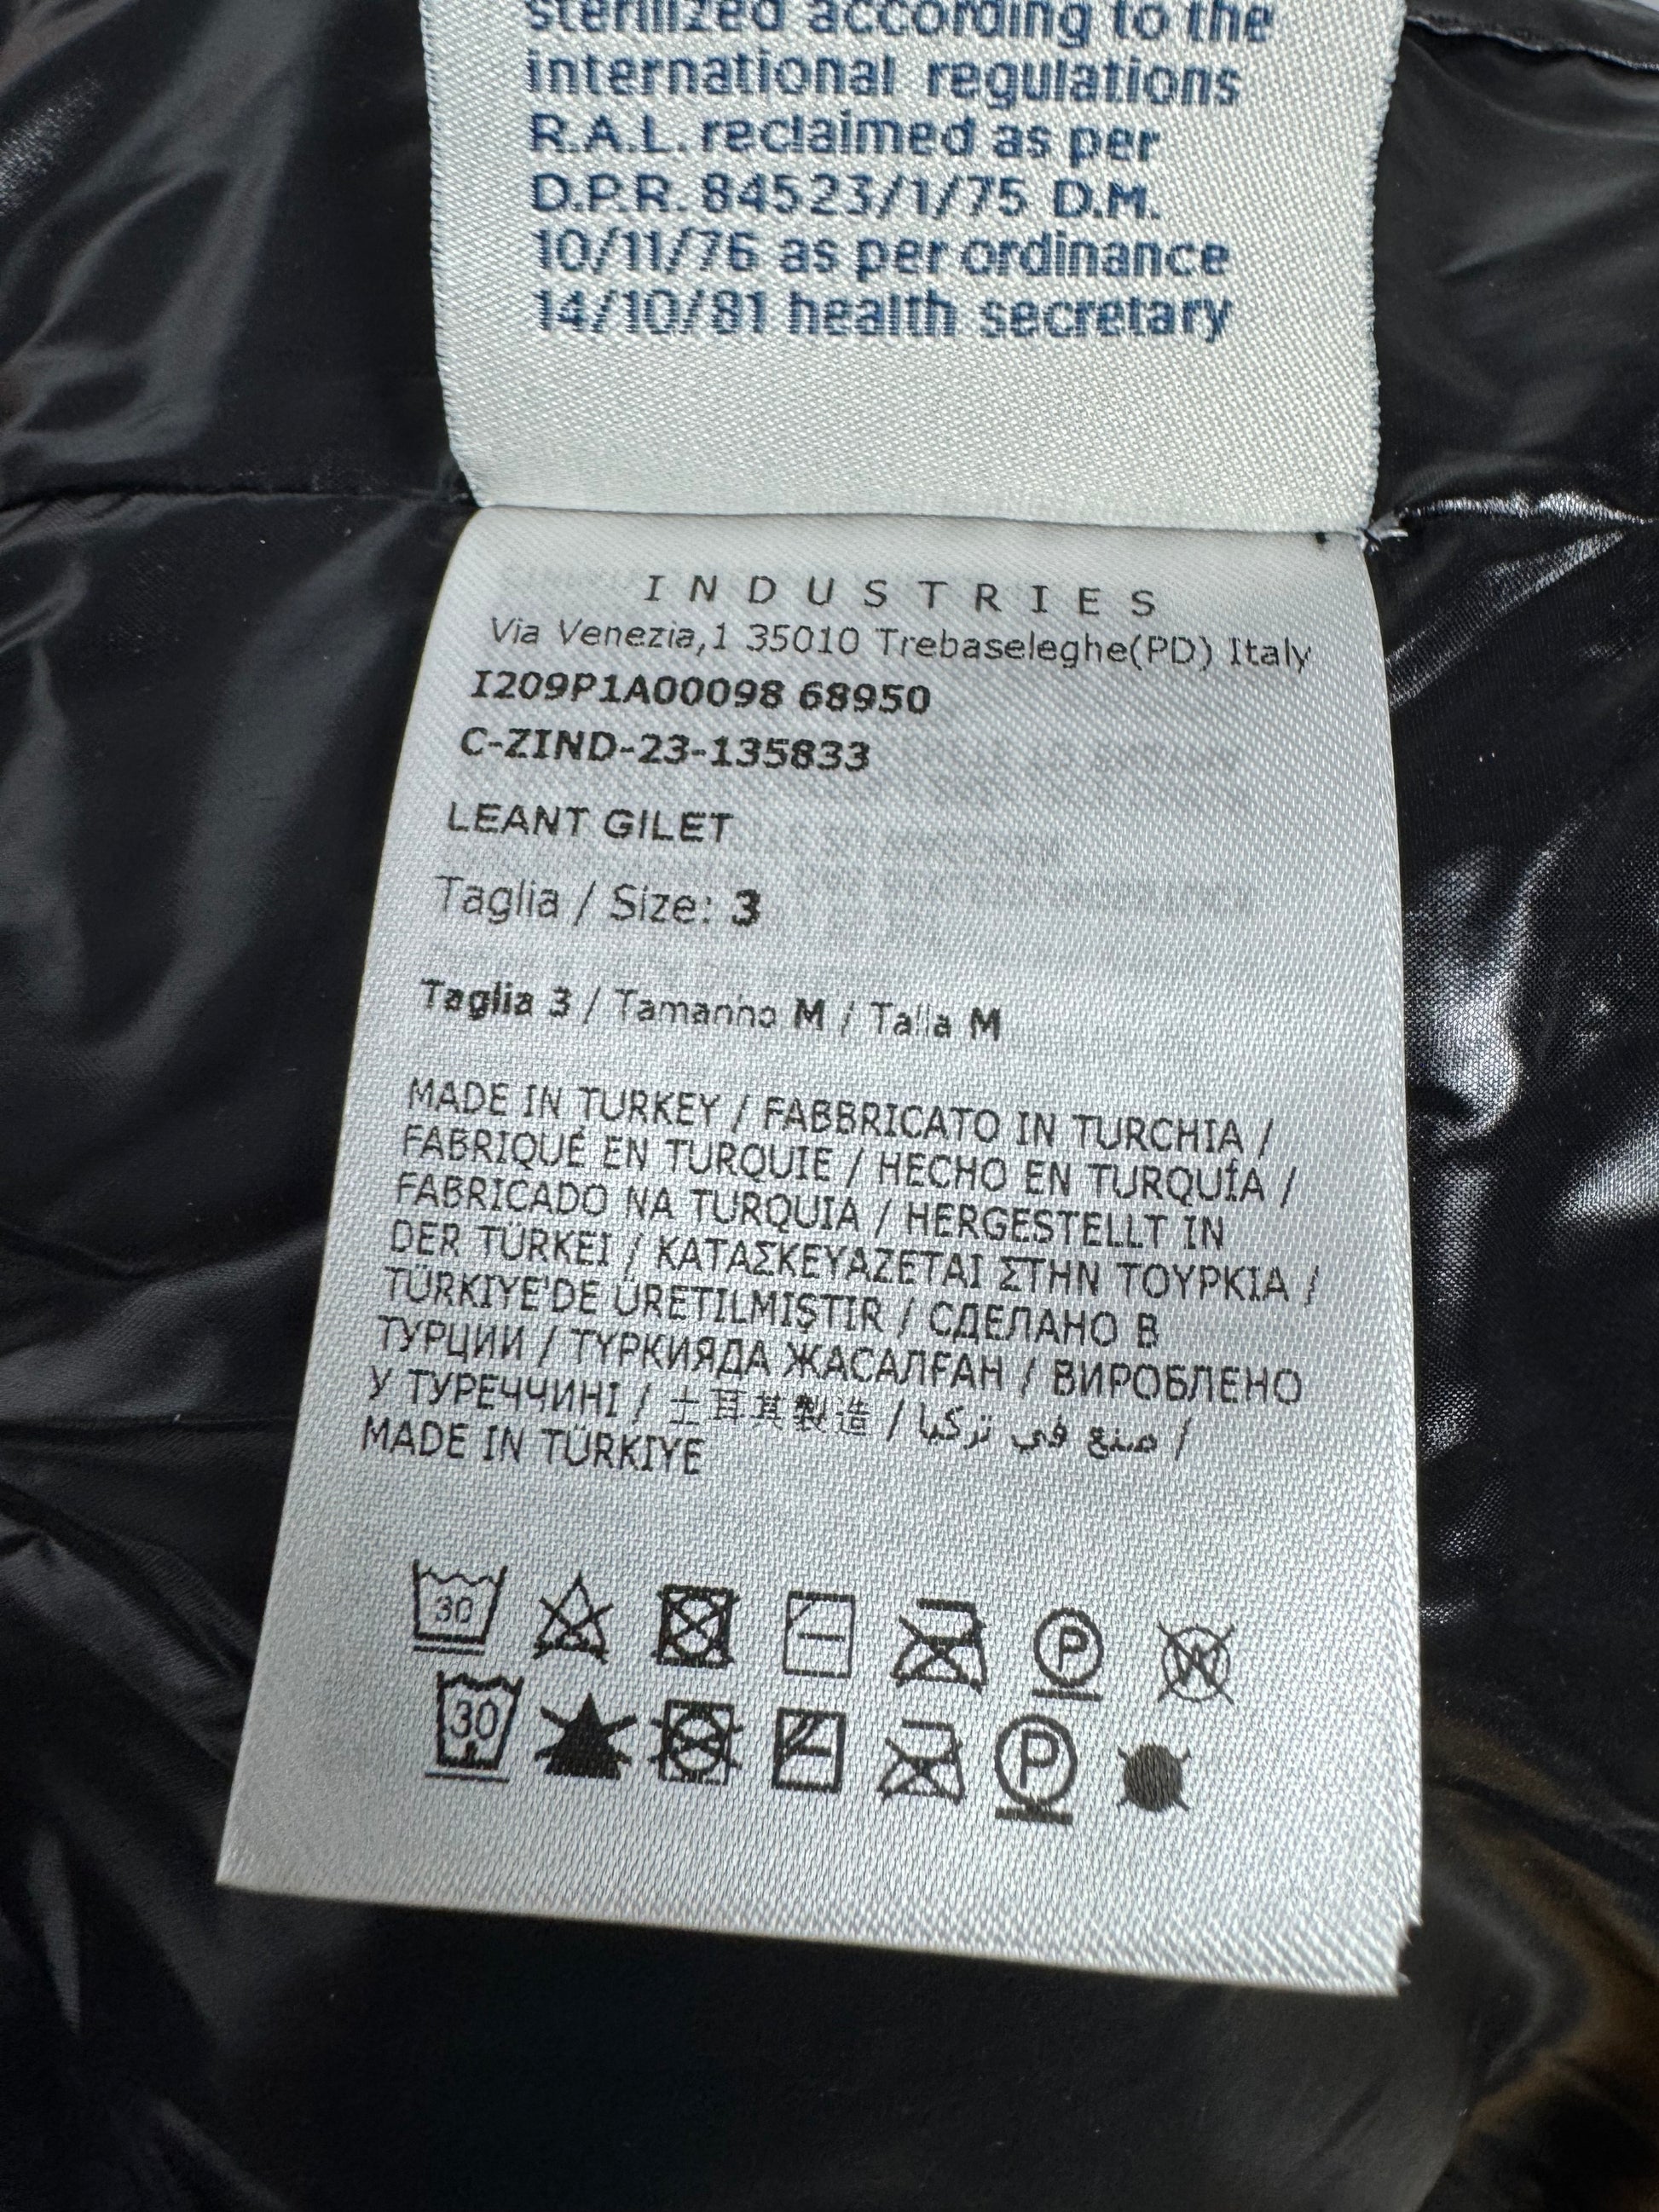 sterilized according to the
international regulations
R.A.L. reclaimed as per
D.P.R. 84523/1/75 D.M.
10/11/76 as per ordinance
14/10/81 health secretary
INDUSTRIES
Via Venezia,1 35010 Trebaseleghe(PD) Italy
I209P1A00098 68950
C-ZIND-23-135833
LEANT GILET
Taglia / Size: 3
Taglia 3 / Tamanho M / Talla M
MADE IN TURKEY / FABBRICATO IN TURCHIA /
FABRIQUÉ EN TURQUIE / HECHO EN TURQUÍA /
FABRICADO NA TURQUIA / HERGESTELLT IN
DER TÜRKEI / ΚΑΤΑΣΚΕΥΑΖΕΤΑΙ ΣΤΗΝ ΤΟΥΡΚΙΑ /
TÜRKIYE'DE ÜRETILMIŞTIR / СДЕЛАНО В
ТУРЦИИ / ТҮРКИЯДА ЖАСАЛҒАН / ВИРОБЛЕНО
У ТУРЕЧЧИНІ / 土耳其製造 / صنع في تركيا /
MADE IN TÜRKIYE
30 P W
30 P